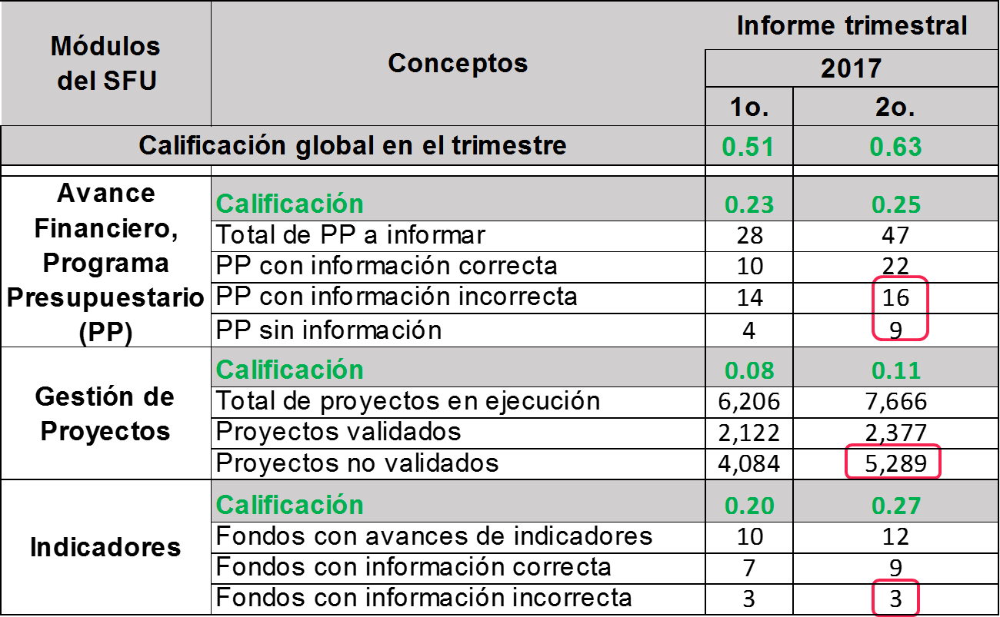 Módulos del SFU Conceptos Informe trimestral
2017
1o. 2o.
Calificación global en el trimestre 0.51 0.63
Avance Financiero, Programa Presupuestario (PP)
Calificación 0.23 0.25
Total de PP a informar 28 47
PP con información correcta 10 22
PP con información incorrecta 14 16
PP sin información 4 9
Gestión de Proyectos
Calificación 0.08 0.11
Total de proyectos en ejecución 6,206 7,666
Proyectos validados 2,122 2,377
Proyectos no validados 4,084 5,289
Indicadores
Calificación 0.20 0.27
Fondos con avances de indicadores 10 12
Fondos con información correcta 7 9
Fondos con información incorrecta 3 3